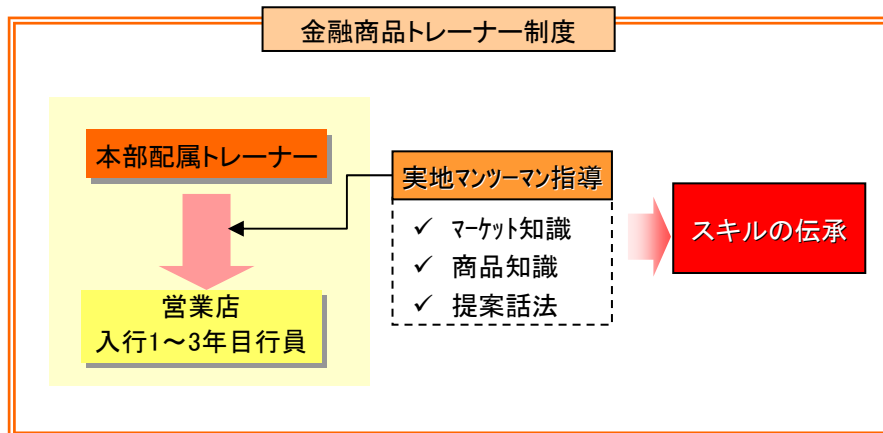 金融商品トレーナー制度
本部配属トレーナー
営業店
入行1～3年目行員
実地ﾏﾝﾂｰﾏﾝ指導
✓ ﾏｰｹｯﾄ知識
✓ 商品知識
✓ 提案話法
スキルの伝承